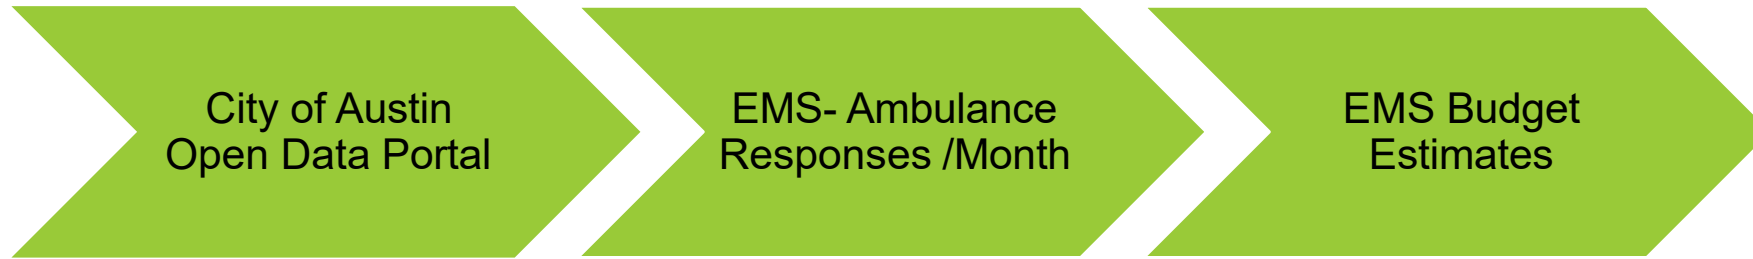 City of Austin
Open Data Portal
EMS- Ambulance
Responses /Month
EMS Budget
Estimates